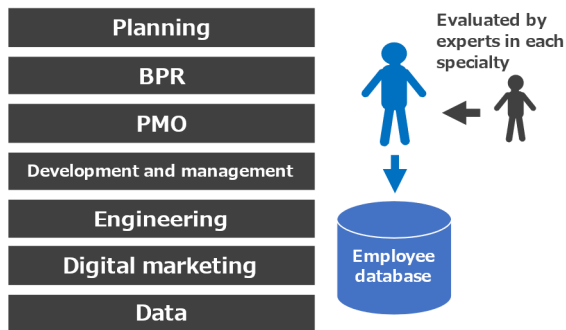 Planning
BPR
PMO
Development and management
Engineering
Digital marketing
Data
Evaluated by
experts in each
specialty
Employee
database